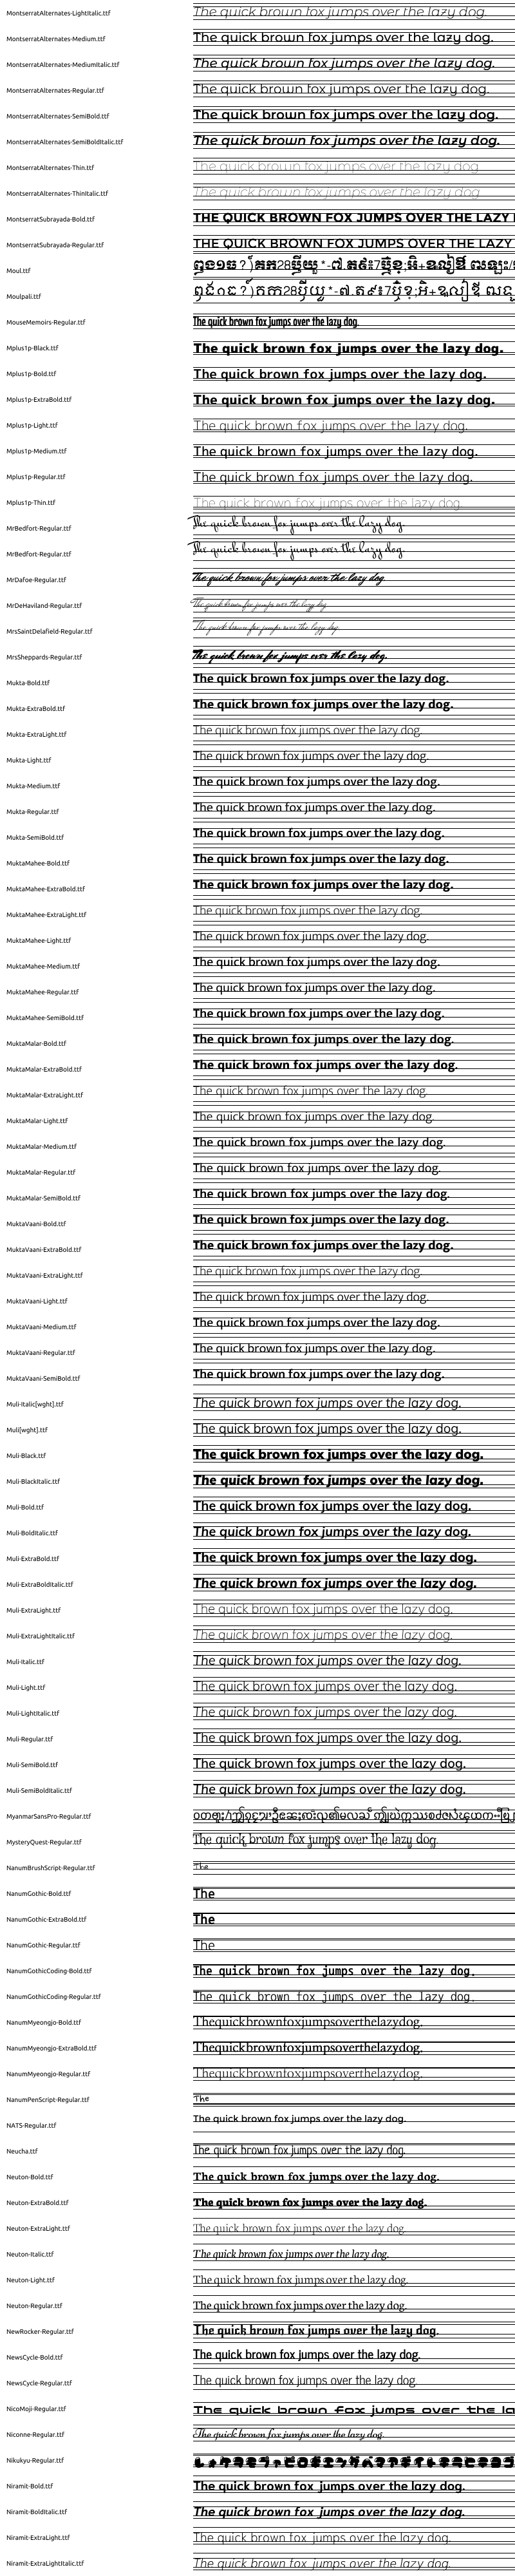 MontserratAlternates-LightItalic.ttf The quick brown fox jumps over the lazy dog.
MontserratAlternates-Medium.ttf The quick brown fox jumps over the lazy dog.
MontserratAlternates-MediumItalic.ttf The quick brown fox jumps over the lazy dog.
MontserratAlternates-Regular.ttf The quick brown fox jumps over the lazy dog.
MontserratAlternates-SemiBold.ttf The quick brown fox jumps over the lazy dog.
MontserratAlternates-SemiBoldItalic.ttf The quick brown fox jumps over the lazy dog.
MontserratAlternates-Thin.ttf The quick brown fox jumps over the lazy dog.
MontserratAlternates-ThinItalic.ttf The quick brown fox jumps over the lazy dog.
MontserratSubrayada-Bold.ttf THE QUICK BROWN FOX JUMPS OVER THE LAZY
MontserratSubrayada-Regular.ttf THE QUICK BROWN FOX JUMPS OVER THE LAZY
Moul.ttf
Moulpali.ttf
MouseMemoirs-Regular.ttf The quick brown fox jumps over the lazy dog.
Mplus1p-Black.ttf The quick brown fox jumps over the lazy dog.
Mplus1p-Bold.ttf The quick brown fox jumps over the lazy dog.
Mplus1p-ExtraBold.ttf The quick brown fox jumps over the lazy dog.
Mplus1p-Light.ttf The quick brown fox jumps over the lazy dog.
Mplus1p-Medium.ttf The quick brown fox jumps over the lazy dog.
Mplus1p-Regular.ttf The quick brown fox jumps over the lazy dog.
Mplus1p-Thin.ttf The quick brown fox jumps over the lazy dog.
MrBedfort-Regular.ttf The quick brown fox jumps over the lazy dog.
MrBedfort-Regular.ttf The quick brown fox jumps over the lazy dog.
MrDafoe-Regular.ttf The quick brown fox jumps over the lazy dog.
MrDeHaviland-Regular.ttf The quick brown fox jumps over the lazy dog.
MrsSaintDelafield-Regular.ttf The quick brown fox jumps over the lazy dog.
MrsSheppards-Regular.ttf The quick brown fox jumps over the lazy dog.
Mukta-Bold.ttf The quick brown fox jumps over the lazy dog.
Mukta-ExtraBold.ttf The quick brown fox jumps over the lazy dog.
Mukta-ExtraLight.ttf The quick brown fox jumps over the lazy dog.
Mukta-Light.ttf The quick brown fox jumps over the lazy dog.
Mukta-Medium.ttf The quick brown fox jumps over the lazy dog.
Mukta-Regular.ttf The quick brown fox jumps over the lazy dog.
Mukta-SemiBold.ttf The quick brown fox jumps over the lazy dog.
MuktaMahee-Bold.ttf The quick brown fox jumps over the lazy dog.
MuktaMahee-ExtraBold.ttf The quick brown fox jumps over the lazy dog.
MuktaMahee-ExtraLight.ttf The quick brown fox jumps over the lazy dog.
MuktaMahee-Light.ttf The quick brown fox jumps over the lazy dog.
MuktaMahee-Medium.ttf The quick brown fox jumps over the lazy dog.
MuktaMahee-Regular.ttf The quick brown fox jumps over the lazy dog.
MuktaMahee-SemiBold.ttf The quick brown fox jumps over the lazy dog.
MuktaMalar-Bold.ttf The quick brown fox jumps over the lazy dog.
MuktaMalar-ExtraBold.ttf The quick brown fox jumps over the lazy dog.
MuktaMalar-ExtraLight.ttf The quick brown fox jumps over the lazy dog.
MuktaMalar-Light.ttf The quick brown fox jumps over the lazy dog.
MuktaMalar-Medium.ttf The quick brown fox jumps over the lazy dog.
MuktaMalar-Regular.ttf The quick brown fox jumps over the lazy dog.
MuktaMalar-SemiBold.ttf The quick brown fox jumps over the lazy dog.
MuktaVaani-Bold.ttf The quick brown fox jumps over the lazy dog.
MuktaVaani-ExtraBold.ttf The quick brown fox jumps over the lazy dog.
MuktaVaani-ExtraLight.ttf The quick brown fox jumps over the lazy dog.
MuktaVaani-Light.ttf The quick brown fox jumps over the lazy dog.
MuktaVaani-Medium.ttf The quick brown fox jumps over the lazy dog.
MuktaVaani-Regular.ttf The quick brown fox jumps over the lazy dog.
MuktaVaani-SemiBold.ttf The quick brown fox jumps over the lazy dog.
Muli-Italic[wght].ttf The quick brown fox jumps over the lazy dog.
Muli[wght].ttf The quick brown fox jumps over the lazy dog.
Muli-Black.ttf The quick brown fox jumps over the lazy dog.
Muli-BlackItalic.ttf The quick brown fox jumps over the lazy dog.
Muli-Bold.ttf The quick brown fox jumps over the lazy dog.
Muli-BoldItalic.ttf The quick brown fox jumps over the lazy dog.
Muli-ExtraBold.ttf The quick brown fox jumps over the lazy dog.
Muli-ExtraBoldItalic.ttf The quick brown fox jumps over the lazy dog.
Muli-ExtraLight.ttf The quick brown fox jumps over the lazy dog.
Muli-ExtraLightItalic.ttf The quick brown fox jumps over the lazy dog.
Muli-Italic.ttf The quick brown fox jumps over the lazy dog.
Muli-Light.ttf The quick brown fox jumps over the lazy dog.
Muli-LightItalic.ttf The quick brown fox jumps over the lazy dog.
Muli-Regular.ttf The quick brown fox jumps over the lazy dog.
Muli-SemiBold.ttf The quick brown fox jumps over the lazy dog.
Muli-SemiBoldItalic.ttf The quick brown fox jumps over the lazy dog.
MyanmarSansPro-Regular.ttf
MysteryQuest-Regular.ttf The quick brown fox jumps over the lazy dog.
NanumBrushScript-Regular.ttf The
NanumGothic-Bold.ttf The
NanumGothic-ExtraBold.ttf The
NanumGothic-Regular.ttf The
NanumGothicCoding-Bold.ttf The quick brown fox jumps over the lazy dog.
NanumGothicCoding-Regular.ttf The quick brown fox jumps over the lazy dog.
NanumMyeongjo-Bold.ttf Thequickbrownfoxjumpsoverthelazydog.
NanumMyeongjo-ExtraBold.ttf Thequickbrownfoxjumpsoverthelazydog.
NanumMyeongjo-Regular.ttf Thequickbrownfoxjumpsoverthelazydog.
NanumPenScript-Regular.ttf The
NATS-Regular.ttf The quick brown fox jumps over the lazy dog.
Neucha.ttf The quick brown fox jumps over the lazy dog.
Neuton-Bold.ttf The quick brown fox jumps over the lazy dog.
Neuton-ExtraBold.ttf The quick brown fox jumps over the lazy dog.
Neuton-ExtraLight.ttf The quick brown fox jumps over the lazy dog.
Neuton-Italic.ttf The quick brown fox jumps over the lazy dog.
Neuton-Light.ttf The quick brown fox jumps over the lazy dog.
Neuton-Regular.ttf The quick brown fox jumps over the lazy dog.
NewRocker-Regular.ttf The quick brown fox jumps over the lazy dog.
NewsCycle-Bold.ttf The quick brown fox jumps over the lazy dog.
NewsCycle-Regular.ttf The quick brown fox jumps over the lazy dog.
NicoMoji-Regular.ttf The quick brown fox jumps over the la
Niconne-Regular.ttf The quick brown fox jumps over the lazy dog.
Nikukyu-Regular.ttf
Niramit-Bold.ttf The quick brown fox jumps over the lazy dog.
Niramit-BoldItalic.ttf The quick brown fox jumps over the lazy dog.
Niramit-ExtraLight.ttf The quick brown fox jumps over the lazy dog.
Niramit-ExtraLightItalic.ttf The quick brown fox jumps over the lazy dog.